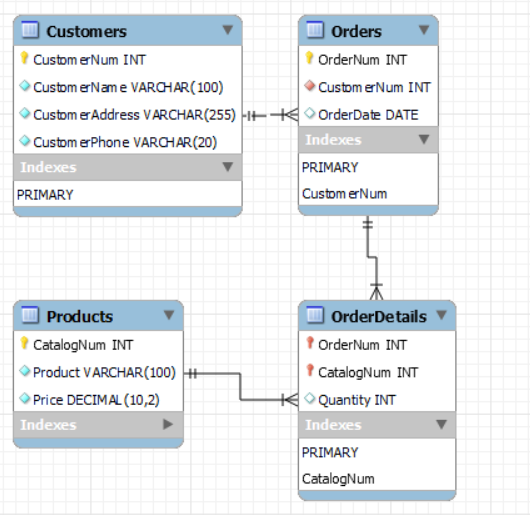 Customers
CustomerNum INT
CustomerName VARCHAR(100)
CustomerAddress VARCHAR(255)
CustomerPhone VARCHAR(20)
Indexes
PRIMARY
Orders
OrderNum INT
CustomerNum INT
OrderDate DATE
Indexes
PRIMARY
CustomerNum
Products
CatalogNum INT
Product VARCHAR(100)
Price DECIMAL(10,2)
Indexes
OrderDetails
OrderNum INT
CatalogNum INT
Quantity INT
Indexes
PRIMARY
CatalogNum